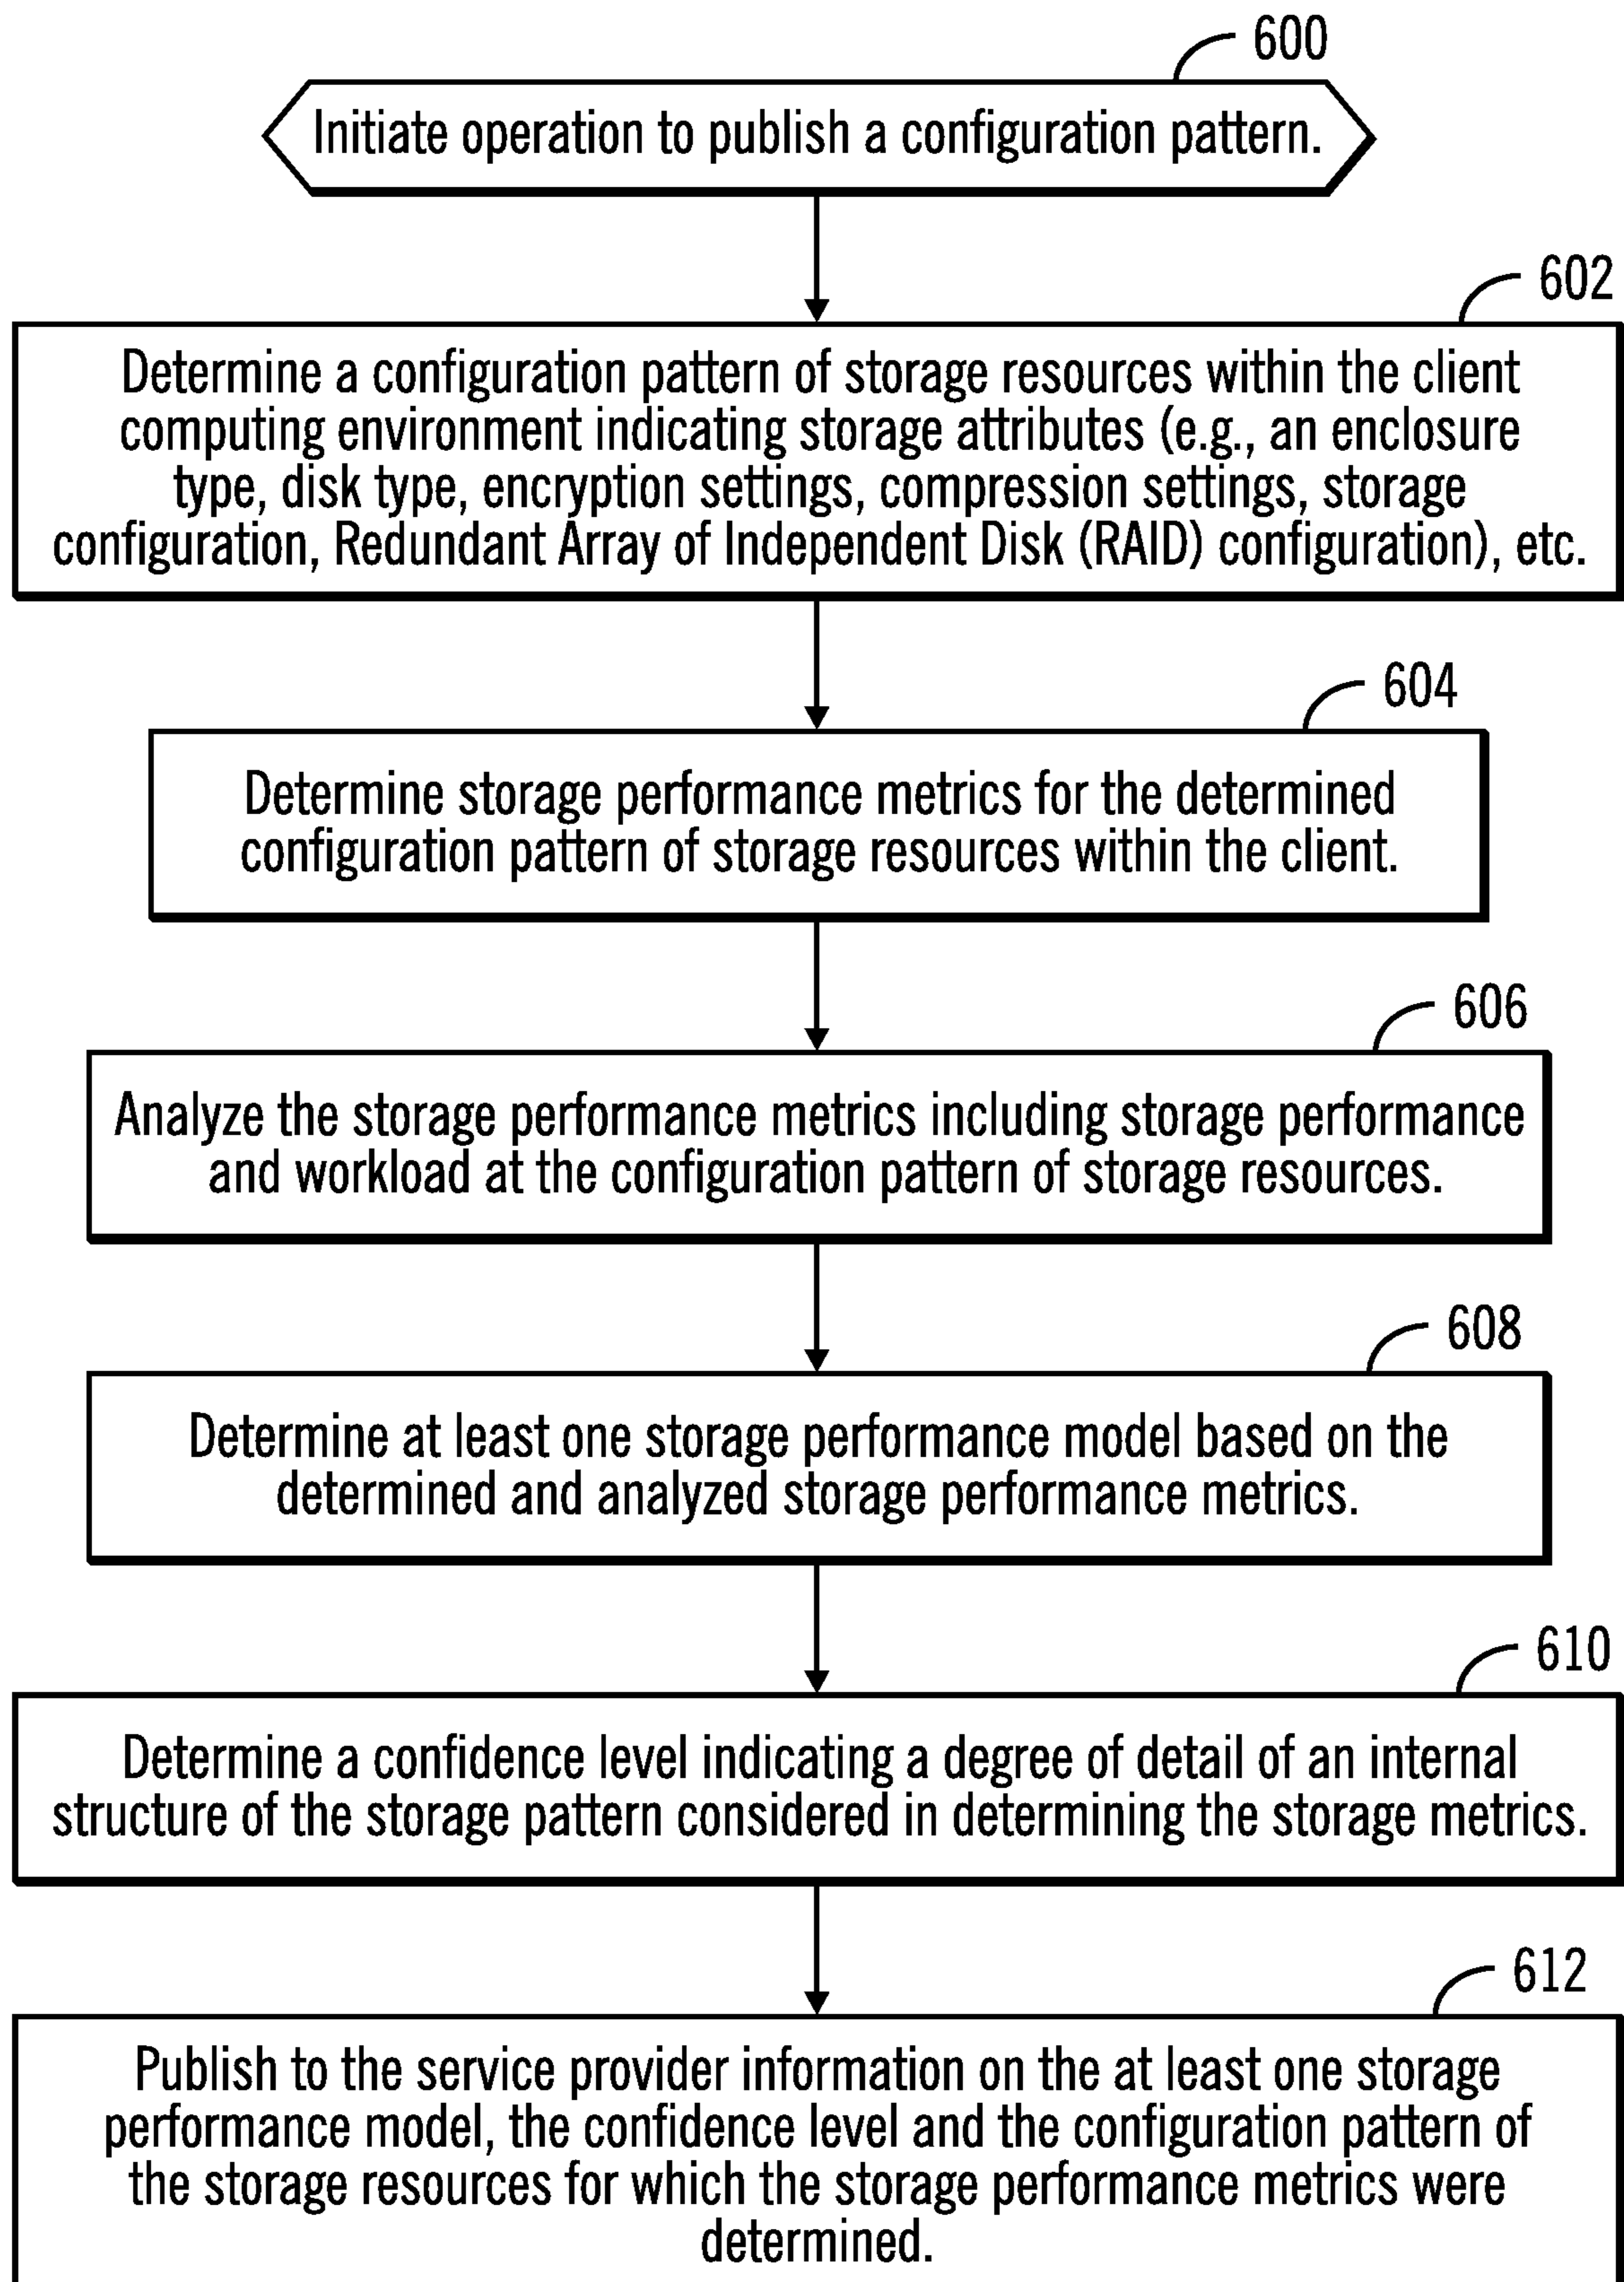 600
Initiate operation to publish a configuration pattern.
602
Determine a configuration pattern of storage resources within the client
computing environment indicating storage attributes (e.g., an enclosure
type, disk type, encryption settings, compression settings, storage
configuration, Redundant Array of Independent Disk (RAID) configuration), etc.
604
Determine storage performance metrics for the determined
configuration pattern of storage resources within the client.
606
Analyze the storage performance metrics including storage performance
and workload at the configuration pattern of storage resources.
608
Determine at least one storage performance model based on the
determined and analyzed storage performance metrics.
610
Determine a confidence level indicating a degree of detail of an internal
structure of the storage pattern considered in determining the storage metrics.
612
Publish to the service provider information on the at least one storage
performance model, the confidence level and the configuration pattern of
the storage resources for which the storage performance metrics were
determined.